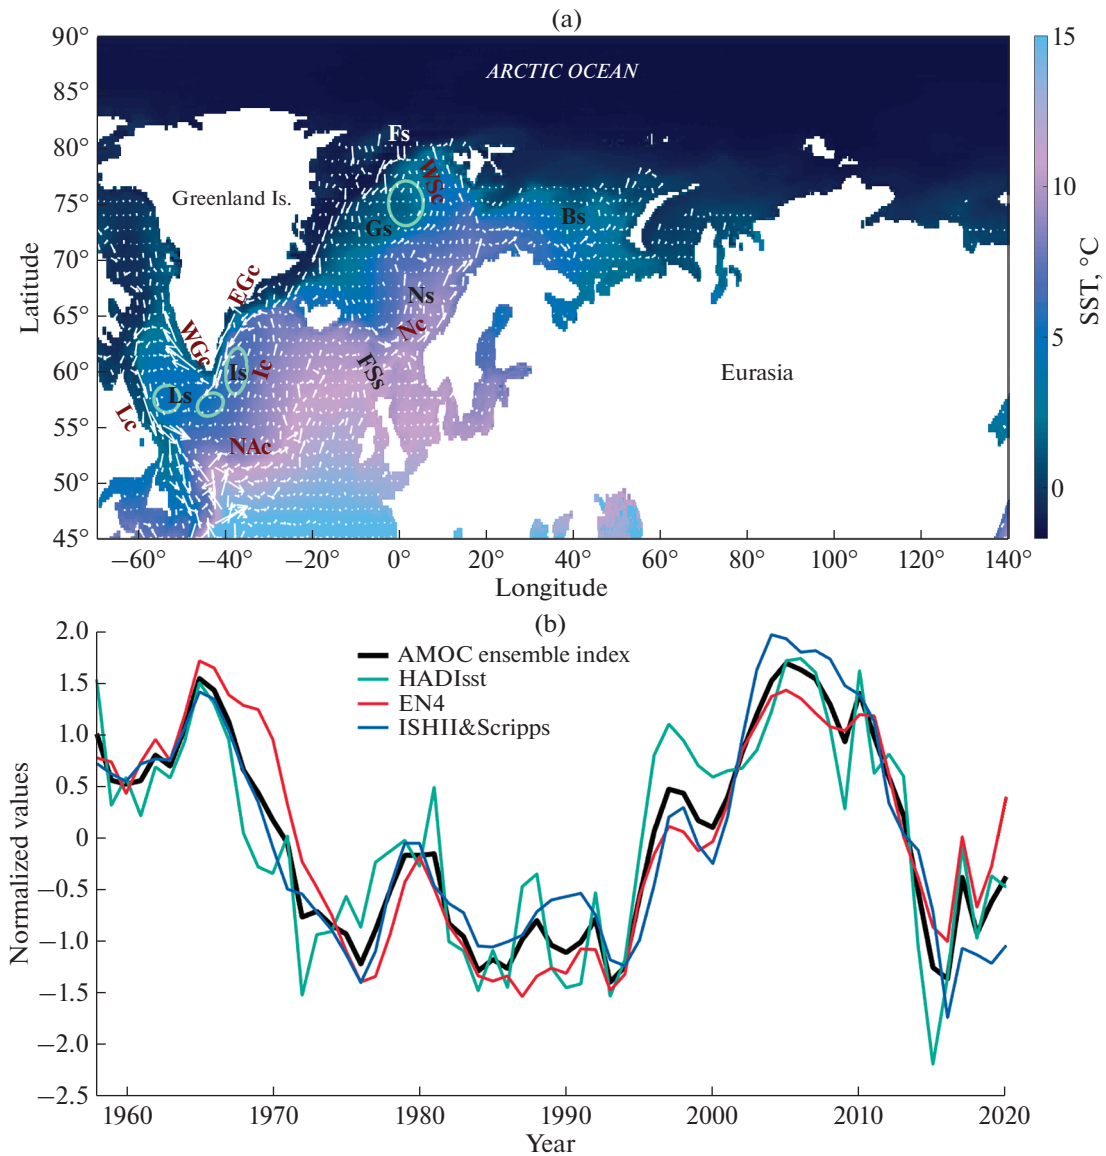 (a)
90°
85°
80°
75°
70°
65°
60°
55°
50°
45°
Latitude
ARCTIC OCEAN
Fs
WSc
Greenland Is.
Gs
Bs
EGc
Ns
Nc
WGc
Is
Ic
FSs
Eurasia
Ls
Lc
NAc
−60°
−40°
−20°
0°
20°
40°
60°
80°
100°
120°
140°
Longitude
15
10
5
0
SST, °C
(b)
2.0
1.5
1.0
0.5
0
−0.5
−1.0
−1.5
−2.0
−2.5
Normalized values
AMOC ensemble index
HADIsst
EN4
ISHII&Scripps
1960
1970
1980
1990
2000
2010
2020
Year